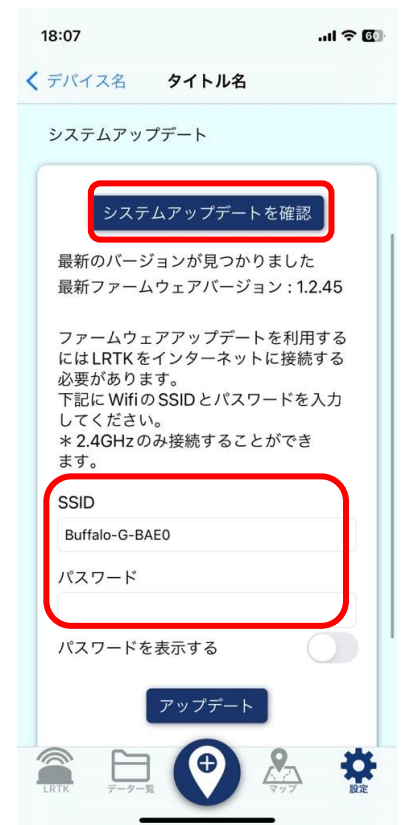 18:07
60
デバイス名 タイトル名
システムアップデート
システムアップデートを確認
最新のバージョンが見つかりました
最新ファームウェアバージョン : 1.2.45
ファームウェアアップデートを利用する
にはLRTKをインターネットに接続する
必要があります。
下記にWifiのSSIDとパスワードを入力
してください。
＊2.4GHzのみ接続することができ
ます。
SSID
Buffalo-G-BAE0
パスワード
パスワードを表示する
アップデート
LRTK データ一覧 マップ 設定